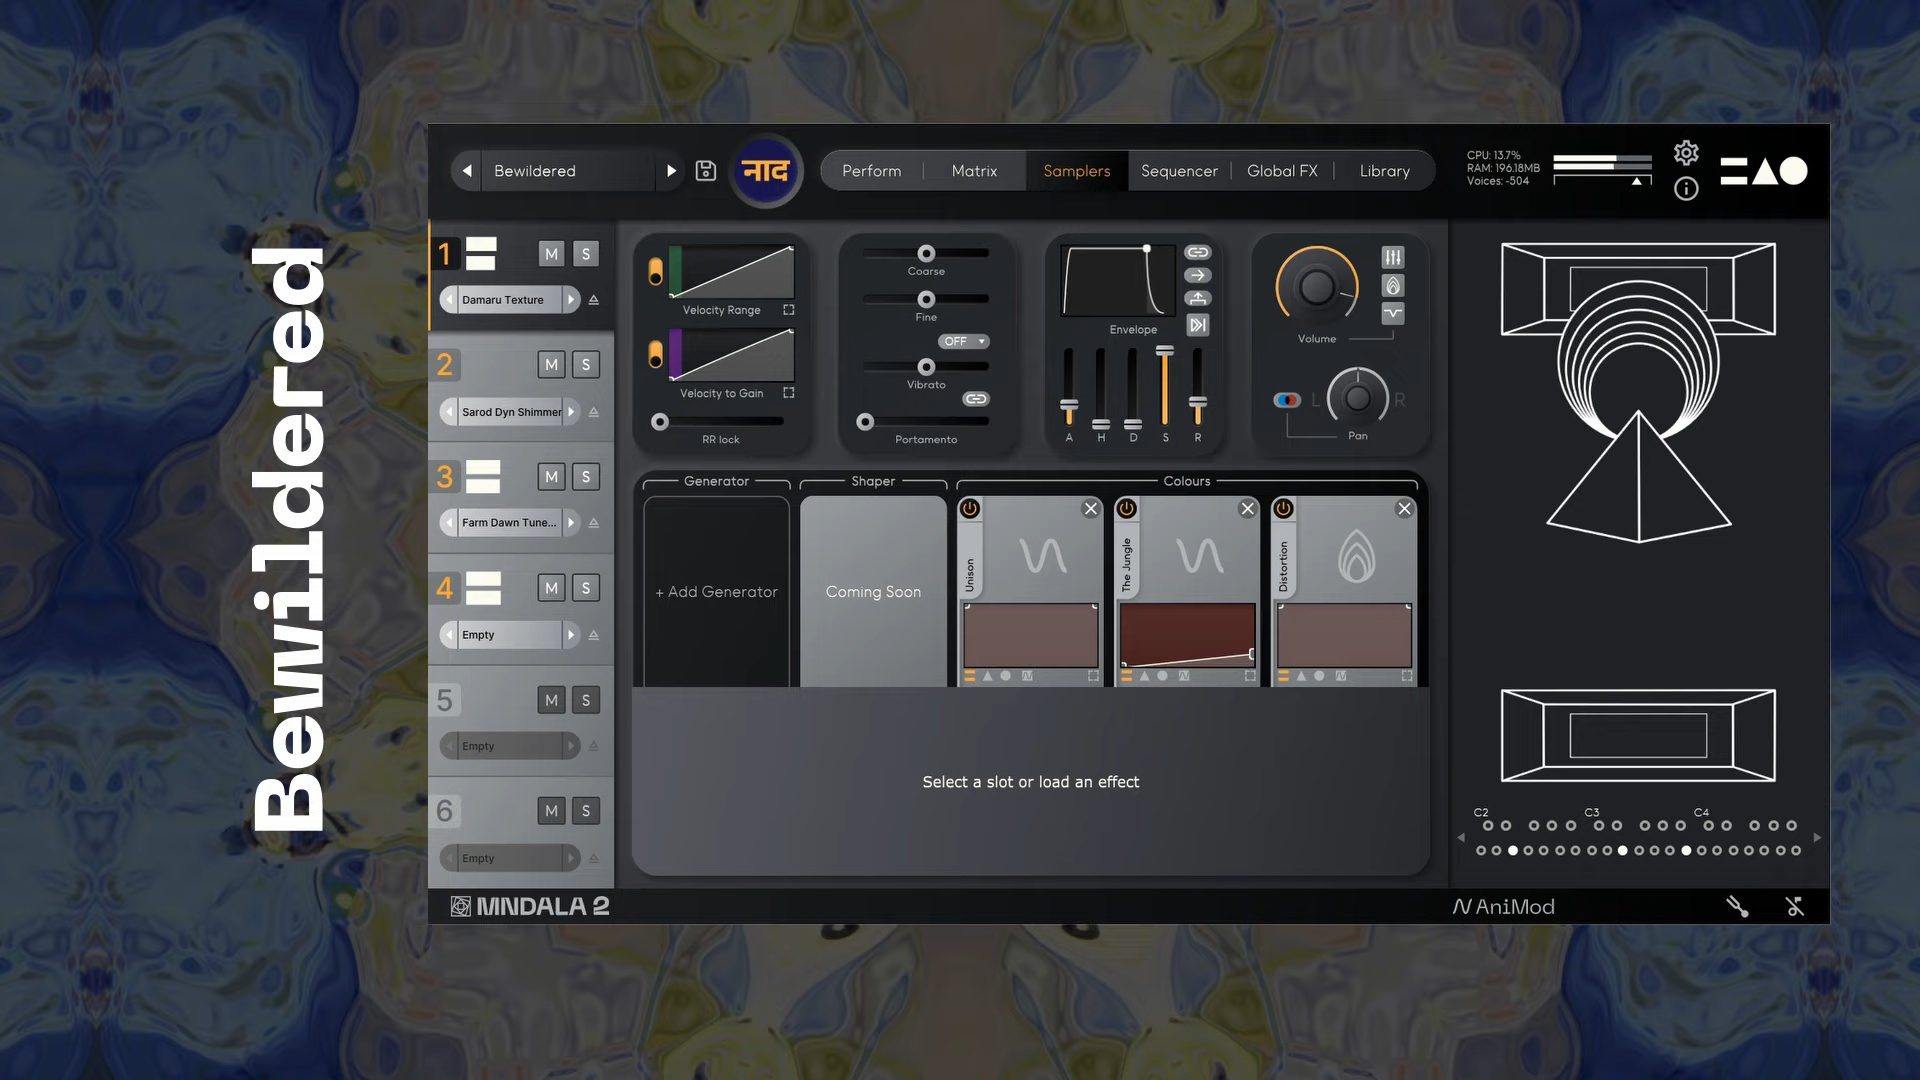 Bewildered
Bewildered
नाद
Perform
Matrix
Samplers
Sequencer
Global FX
Library
CPU: 13.7%
RAM: 196.18MB
Voices: -504
1
M
S
Damaru Texture
2
M
S
Sarod Dyn Shimmer
3
M
S
Farm Dawn Tune...
4
M
S
Empty
5
M
S
Empty
6
M
S
Empty
Velocity Range
Velocity to Gain
RR lock
Coarse
Fine
OFF
Vibrato
Portamento
Envelope
A H D S R
Volume
L R
Pan
Generator
Shaper
Colours
+ Add Generator
Coming Soon
Unison
The Jungle
Distortion
Select a slot or load an effect
C2 C3 C4
MNDALA 2
AniMod